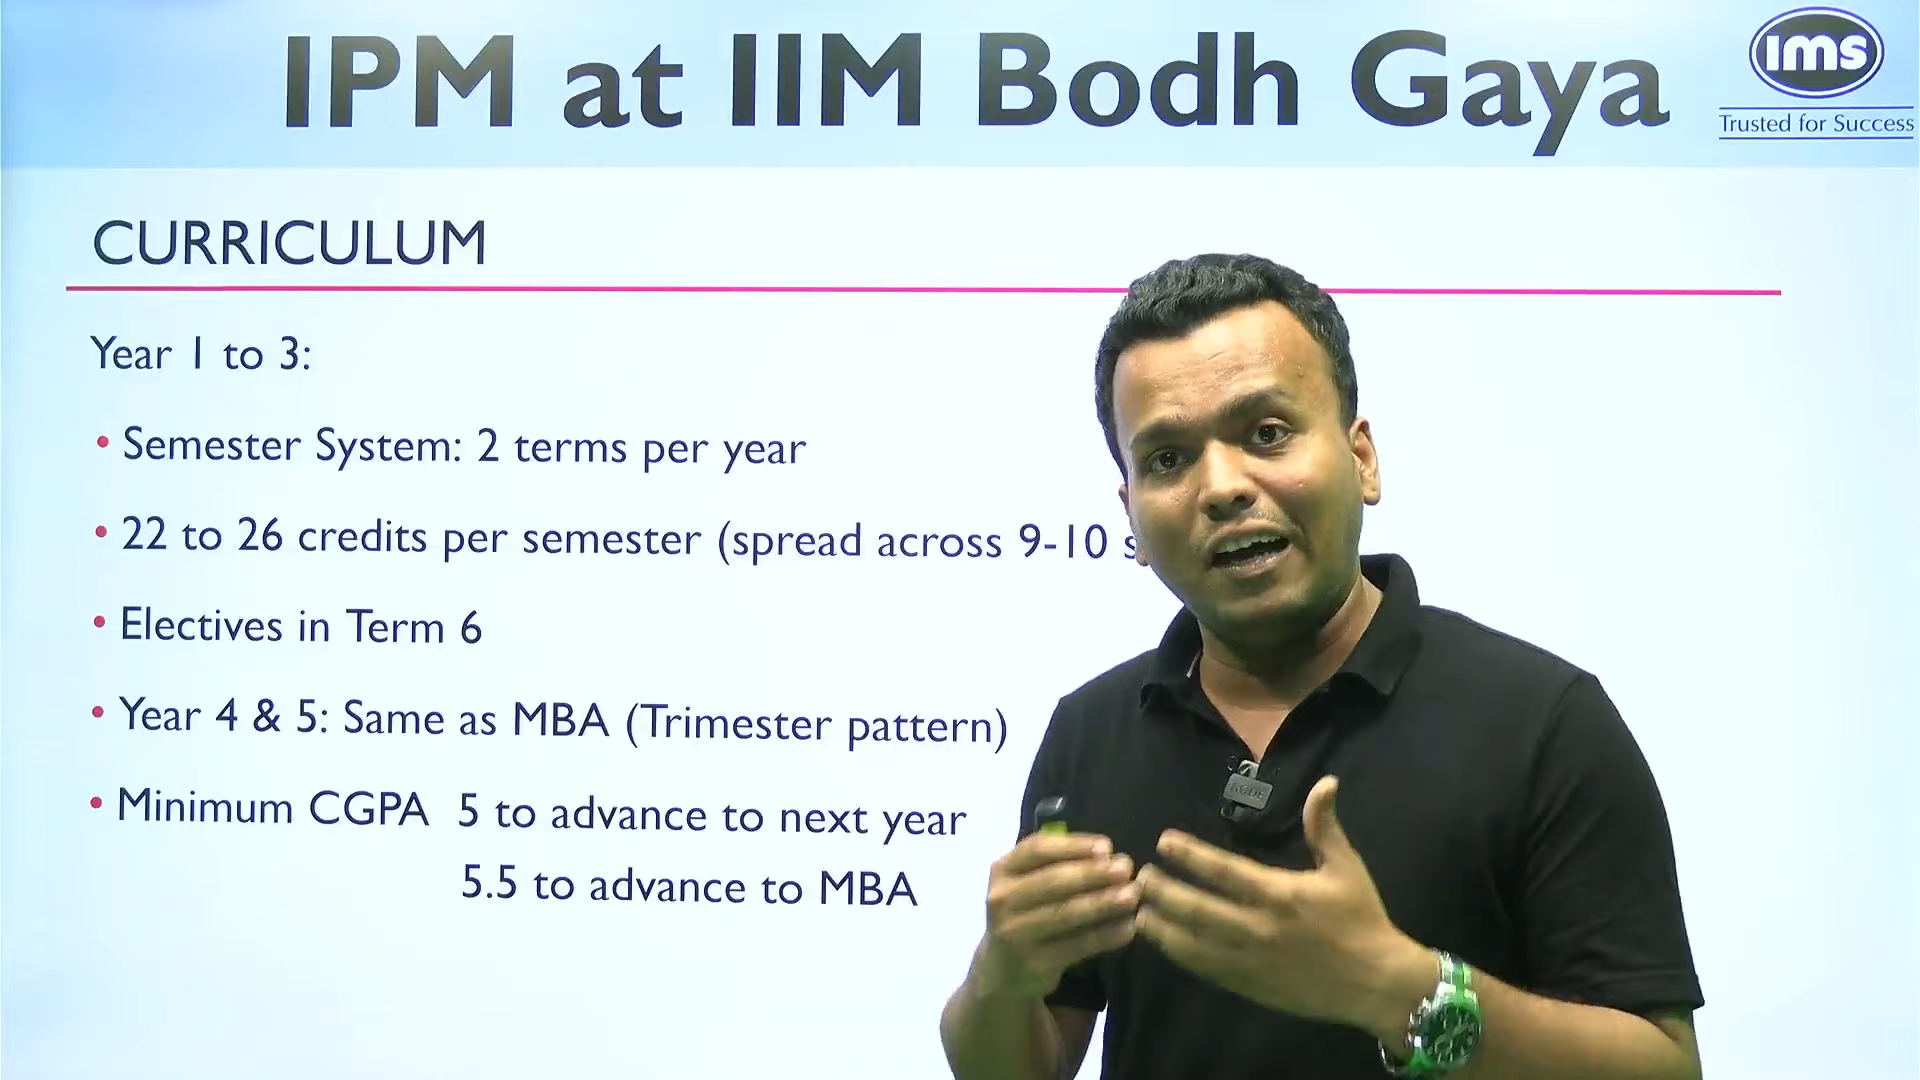 IPM at IIM Bodh Gaya
ims
Trusted for Success
CURRICULUM
Year 1 to 3:
• Semester System: 2 terms per year
• 22 to 26 credits per semester (spread across 9-10
• Electives in Term 6
• Year 4 & 5: Same as MBA (Trimester pattern)
• Minimum CGPA 5 to advance to next year
5.5 to advance to MBA